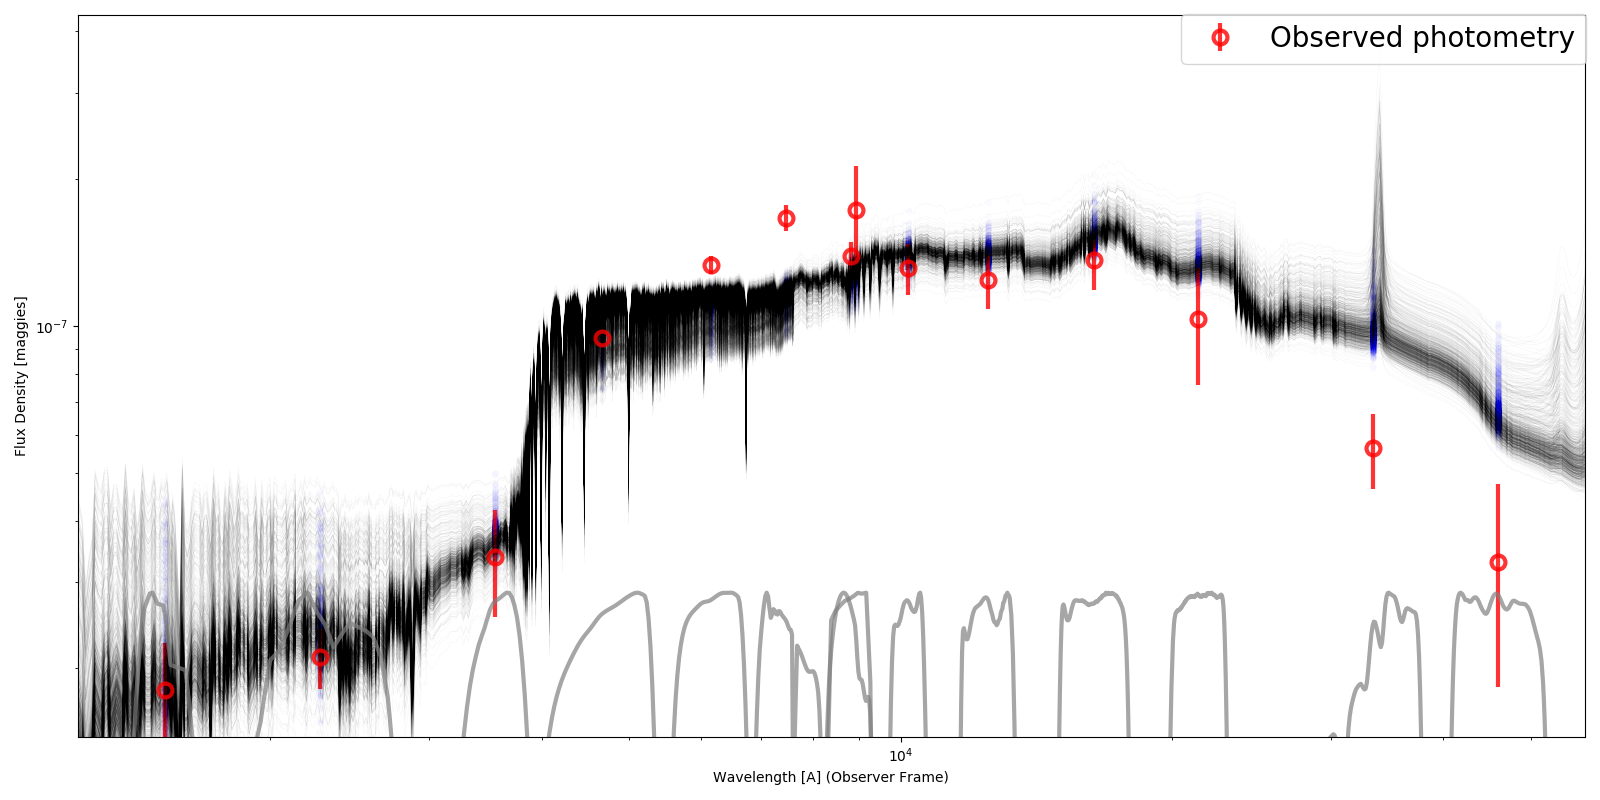 Observed photometry
Flux Density [maggies]
10⁻⁷
10⁴
Wavelength [A] (Observer Frame)